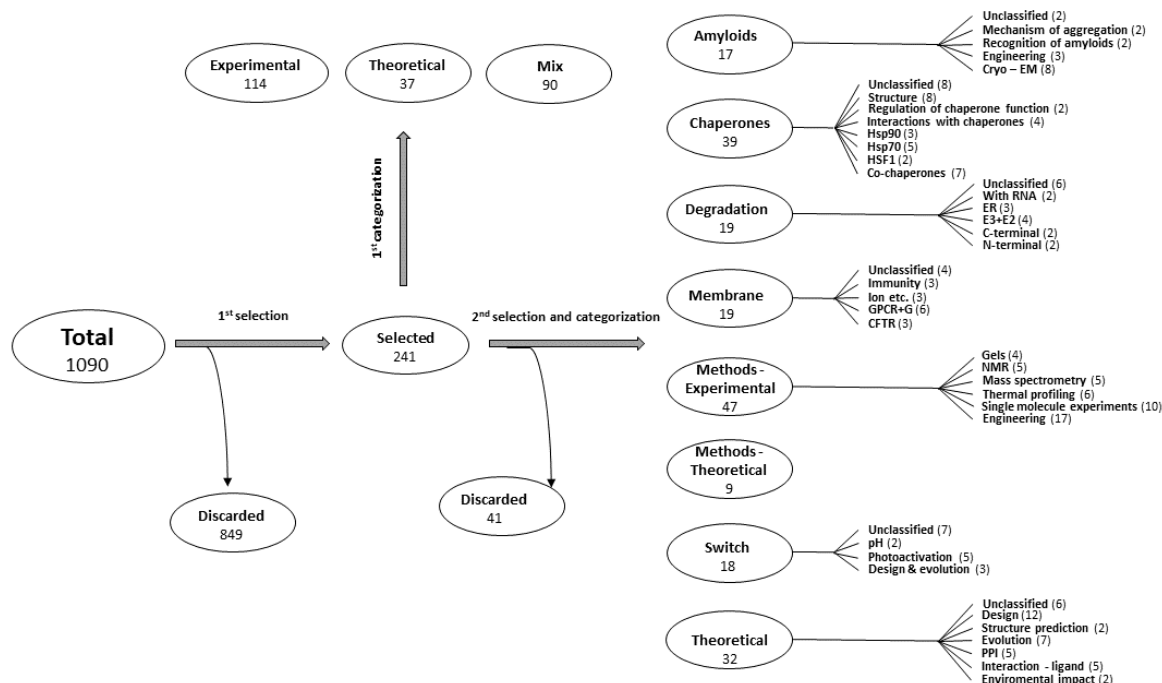 Experimental
114
Theoretical
37
Mix
90
1st categorization
Total
1090
1st selection
Selected
241
2nd selection and categorization
Discarded
849
Discarded
41
Amyloids
17
Unclassified (2)
Mechanism of aggregation (2)
Recognition of amyloids (2)
Engineering (3)
Cryo – EM (8)
Chaperones
39
Unclassified (8)
Structure (8)
Regulation of chaperone function (2)
Interactions with chaperones (4)
Hsp90 (3)
Hsp70 (5)
HSF1 (2)
Co-chaperones (7)
Degradation
19
Unclassified (6)
With RNA (2)
ER (3)
E3+E2 (4)
C-terminal (2)
N-terminal (2)
Membrane
19
Unclassified (4)
Immunity (3)
Ion etc. (3)
GPCR+G (6)
CFTR (3)
Methods -
Experimental
47
Gels (4)
NMR (5)
Mass spectrometry (5)
Thermal profiling (6)
Single molecule experiments (10)
Engineering (17)
Methods -
Theoretical
9
Switch
18
Unclassified (7)
pH (2)
Photoactivation (5)
Design & evolution (3)
Theoretical
32
Unclassified (6)
Design (12)
Structure prediction (2)
Evolution (7)
PPI (5)
Interaction - ligand (5)
Enviromental impact (2)